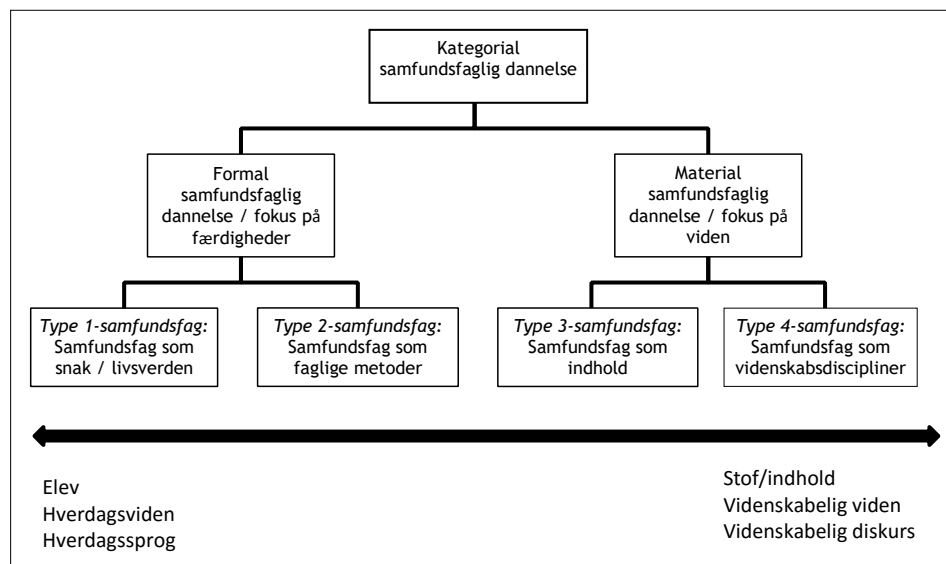 Kategorial
samfundsfaglig dannelse
Formal
samfundsfaglig
dannelse / fokus på
færdigheder
Material
samfundsfaglig
dannelse / fokus på
viden
Type 1-samfundsfag:
Samfundsfag som
snak / livsverden
Type 2-samfundsfag:
Samfundsfag som
faglige metoder
Type 3-samfundsfag:
Samfundsfag som
indhold
Type 4-samfundsfag:
Samfundsfag som
videnskabsdiscipliner
Elev
Hverdagsviden
Hverdagssprog
Stof/indhold
Videnskabelig viden
Videnskabelig diskurs